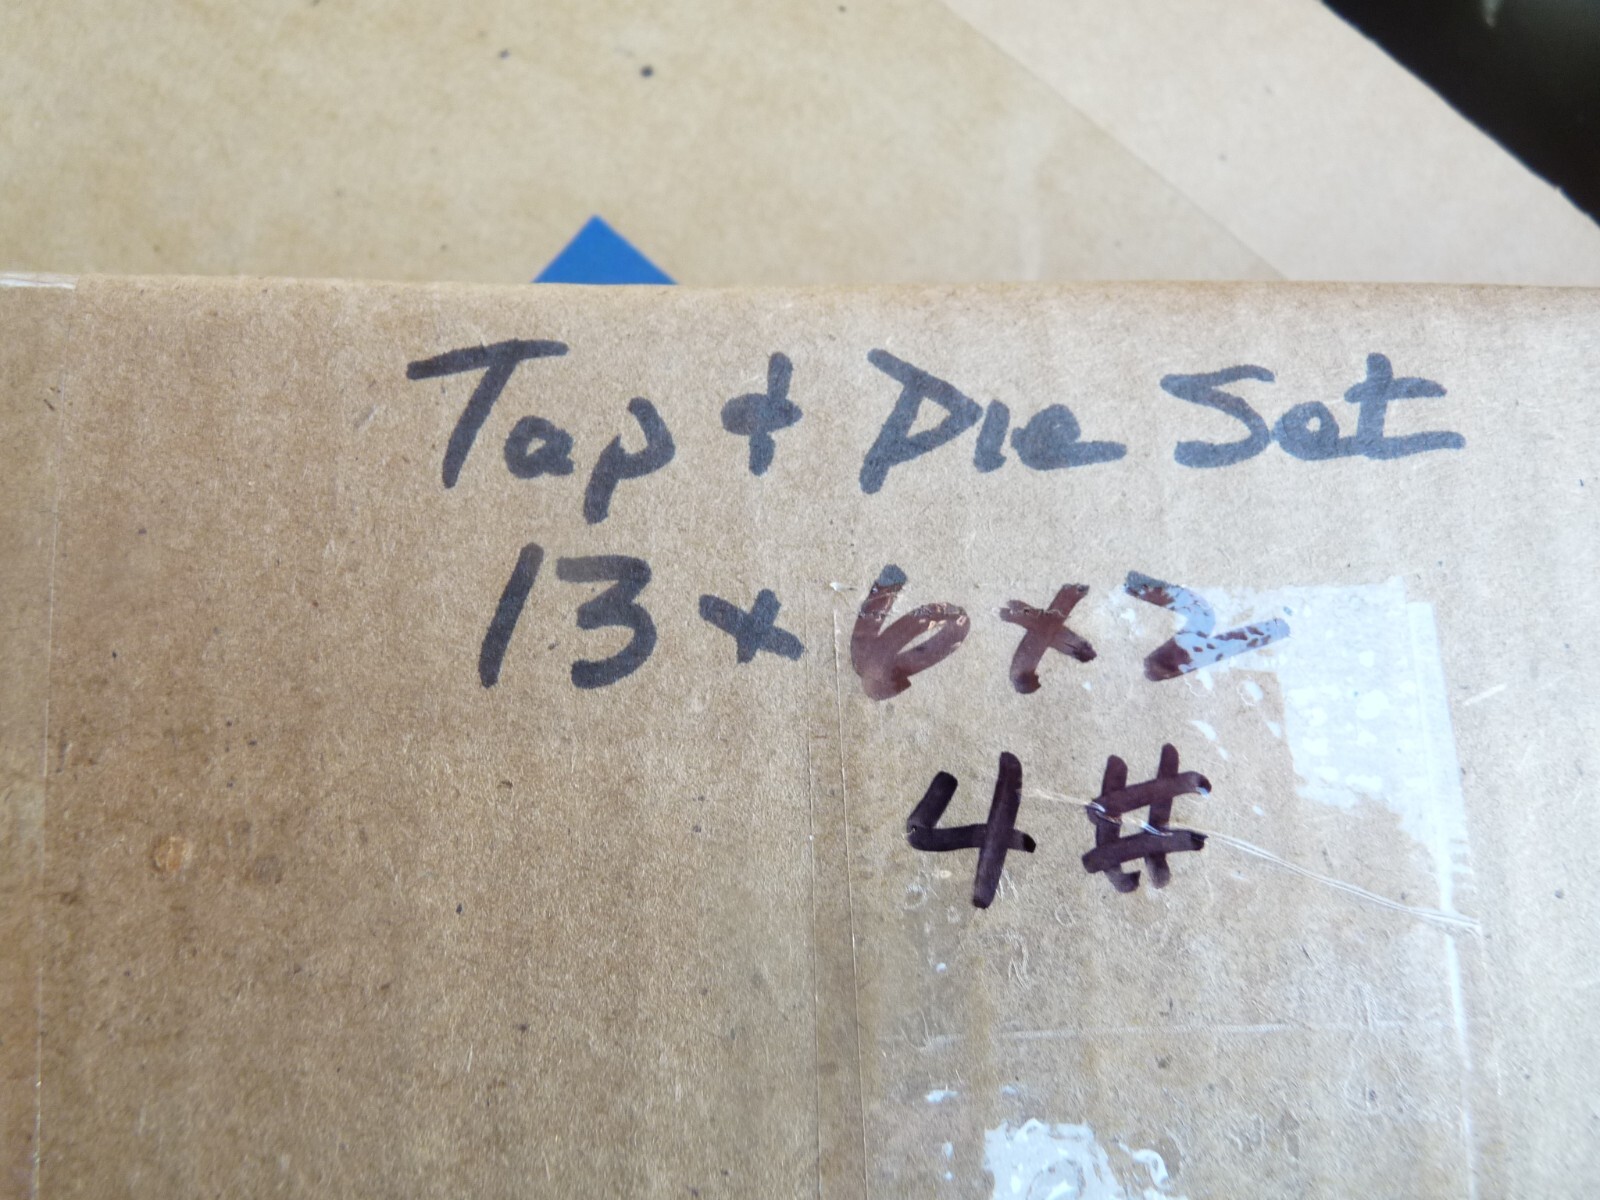 Tap & Die Set
13 x 6 x 2
4#